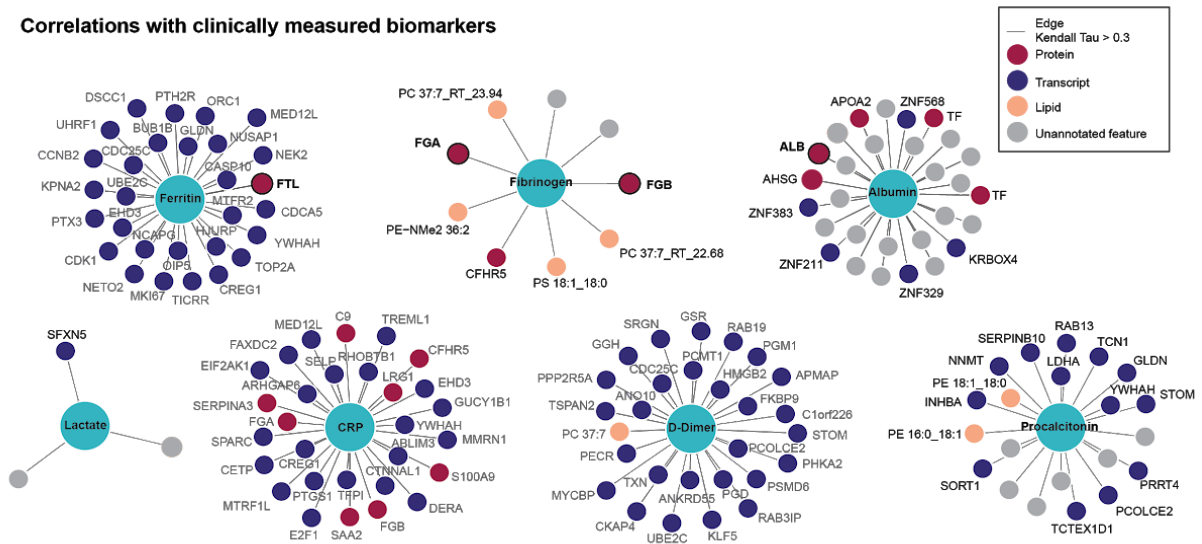 Correlations with clinically measured biomarkers
Edge
Kendall Tau > 0.3
Protein
Transcript
Lipid
Unannotated feature
DSCC1
PTH2R
ORC1
MED12L
UHRF1
BUB1B
GLDN
NUSAP1
CCNB2
CDC25C
CASP10
NEK2
KPNA2
UBE2C
Ferritin
FTL
MTFR2
CDCA5
PTX3
EHD3
NCAPG
HJURP
YWHAH
CDK1
OIP5
TOP2A
NETO2
MKI67
TICRR
CREG1
PC 37:7_RT_23.94
FGA
Fibrinogen
FGB
PE−NMe2 36:2
PC 37:7_RT_22.68
CFHR5
PS 18:1_18:0
APOA2
ZNF568
TF
ALB
AHSG
Albumin
TF
ZNF383
ZNF211
KRBOX4
ZNF329
SFXN5
Lactate
C9
MED12L
TREML1
FAXDC2
SELP
RHOBTB1
CFHR5
EIF2AK1
ARHGAP6
LRG1
EHD3
SERPINA3
GUCY1B1
FGA
CRP
YWHAH
SPARC
ABLIM3
MMRN1
CETP
CREG1
CTNNAL1
S100A9
MTRF1L
PTGS1
TFPI
DERA
E2F1
SAA2
FGB
GSR
SRGN
RAB19
GGH
PCMT1
PGM1
CDC25C
HMGB2
PPP2R5A
APMAP
ANO10
FKBP9
TSPAN2
C1orf226
PC 37:7
D-Dimer
STOM
PECR
PCOLCE2
PHKA2
MYCBP
TXN
ANKRD55
PGD
PSMD6
CKAP4
RAB3IP
UBE2C
KLF5
RAB13
SERPINB10
TCN1
NNMT
LDHA
GLDN
PE 18:1_18:0
YWHAH
STOM
INHBA
PE 16:0_18:1
Procalcitonin
SORT1
PRRT4
PCOLCE2
TCTEX1D1